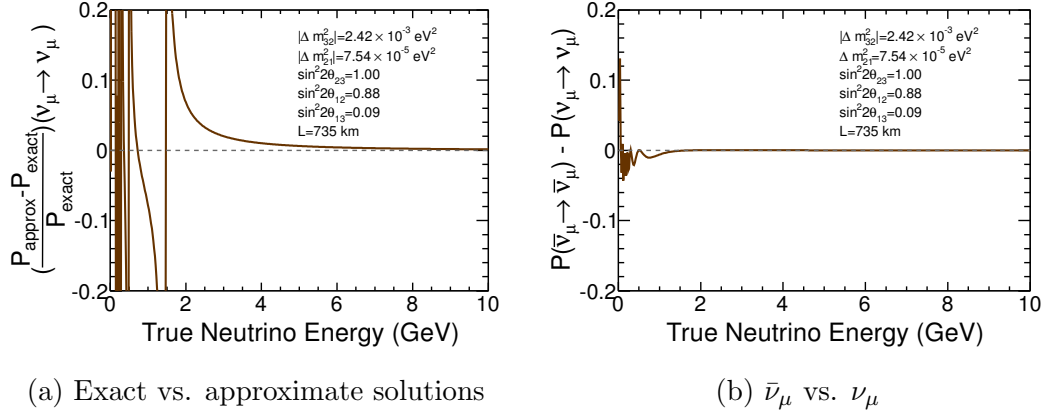 (P_approx - P_exact / P_exact)(ν_μ → ν_μ)
0.2
0.1
0
-0.1
-0.2
|Δ m²_32|=2.42 × 10⁻³ eV²
|Δ m²_21|=7.54 × 10⁻⁵ eV²
sin²2θ_23=1.00
sin²2θ_12=0.88
sin²2θ_13=0.09
L=735 km
0 2 4 6 8 10
True Neutrino Energy (GeV)
(a) Exact vs. approximate solutions
P(ν̄_μ → ν̄_μ) - P(ν_μ → ν_μ)
0.2
0.1
0
-0.1
-0.2
|Δ m²_32|=2.42 × 10⁻³ eV²
|Δ m²_21|=7.54 × 10⁻⁵ eV²
sin²2θ_23=1.00
sin²2θ_12=0.88
sin²2θ_13=0.09
L=735 km
0 2 4 6 8 10
True Neutrino Energy (GeV)
(b) ν̄_μ vs. ν_μ